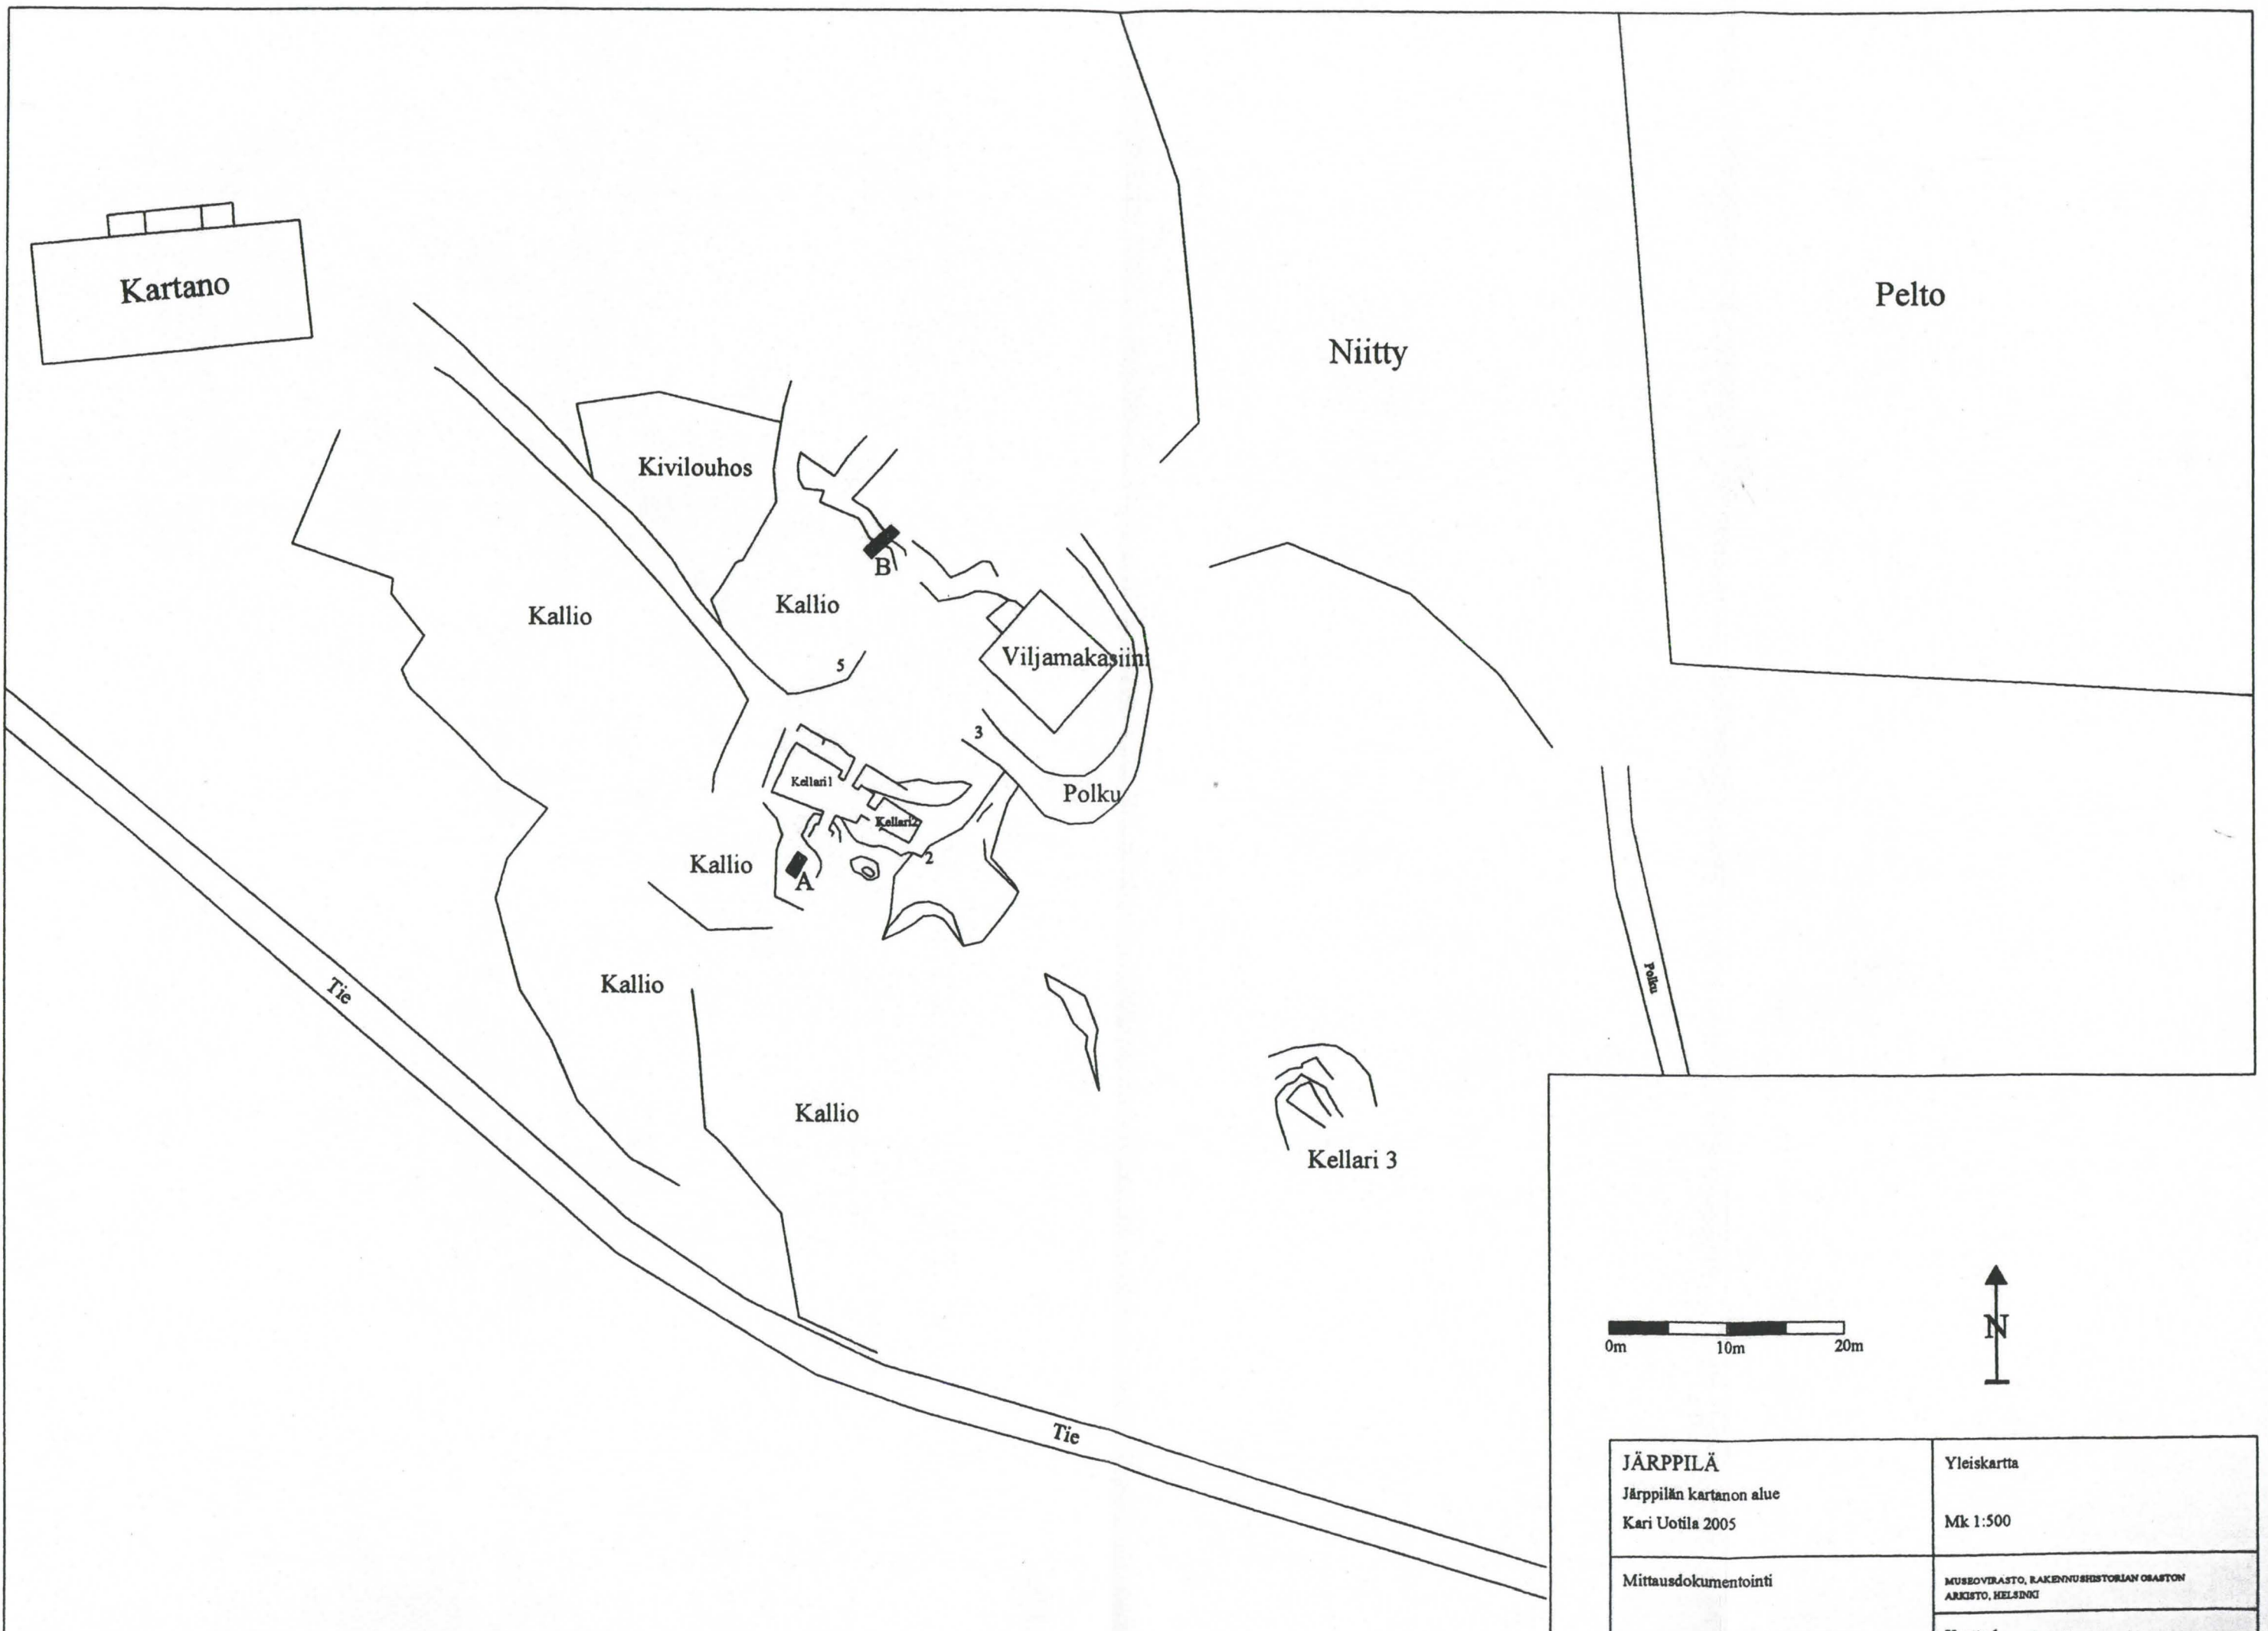 Kartano
Pelto
Niitty
Kivilouhos
B
Kallio
Kallio
Viljamakasiini
5
3
Kellari1
Polku
Kellari2
2
Kallio
A
Kallio
Tie
Polku
Kallio
Kellari 3
N
0m 10m 20m
Tie
JÄRPPILÄ
Järppilän kartanon alue
Kari Uotila 2005
Yleiskartta
Mk 1:500
Mittausdokumentointi
MUSEOVIRASTO, RAKENNUSHISTORIAN OSASTON
ARKISTO, HELSINKI